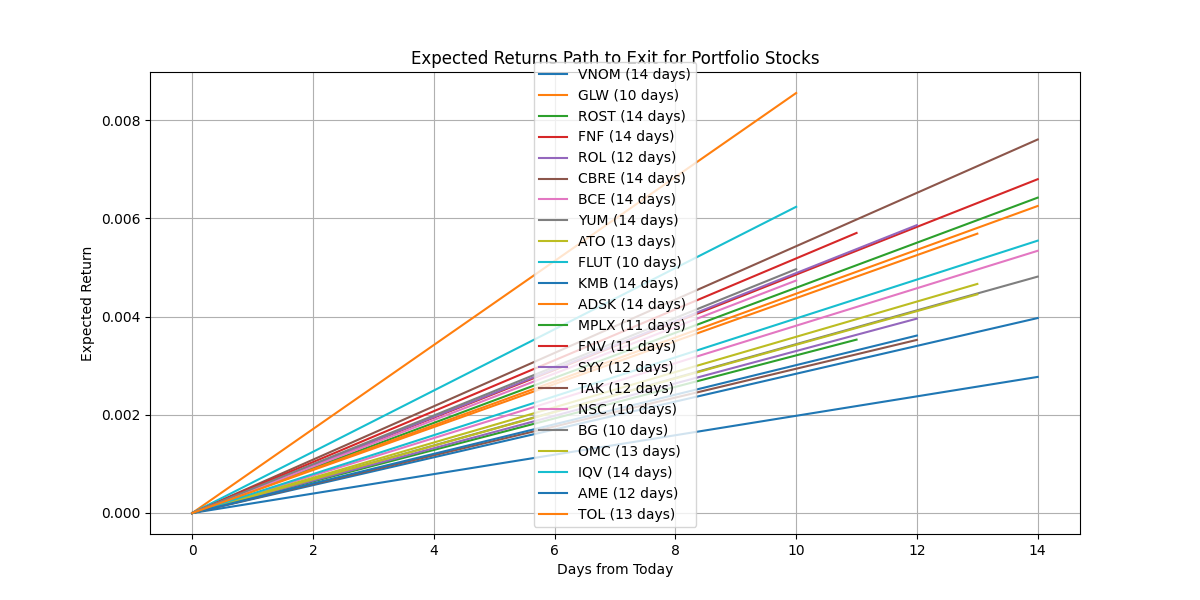 Expected Returns Path to Exit for Portfolio Stocks
VNOM (14 days)
GLW (10 days)
ROST (14 days)
FNF (14 days)
ROL (12 days)
CBRE (14 days)
BCE (14 days)
YUM (14 days)
ATO (13 days)
FLUT (10 days)
KMB (14 days)
ADSK (14 days)
MPLX (11 days)
FNV (11 days)
SYY (12 days)
TAK (12 days)
NSC (10 days)
BG (10 days)
OMC (13 days)
IQV (14 days)
AME (12 days)
TOL (13 days)
Expected Return
0.008
0.006
0.004
0.002
0.000
0 2 4 6 8 10 12 14
Days from Today